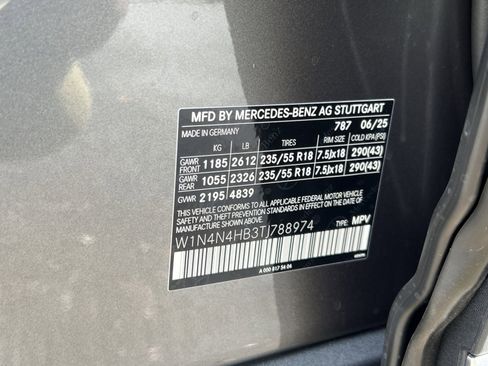 MFD BY MERCEDES-BENZ AG STUTTGART
MADE IN GERMANY 787 06/25
KG LB TIRES RIM SIZE COLD KPA(PSI)
GAWR FRONT 1185 2612 235/55 R18 7.5Jx18 290(43)
GAWR REAR 1055 2326 235/55 R18 7.5Jx18 290(43)
GVWR 2195 4839
THIS VEHICLE CONFORMS TO ALL APPLICABLE FEDERAL MOTOR VEHICLE
SAFETY, BUMPER AND THEFT PREVENTION STANDARDS IN EFFECT ON THE DATE
OF MANUFACTURE SHOWN ABOVE.
W1N4N4HB3TJ788974 TYPE: MPV
A 000 817 54 04